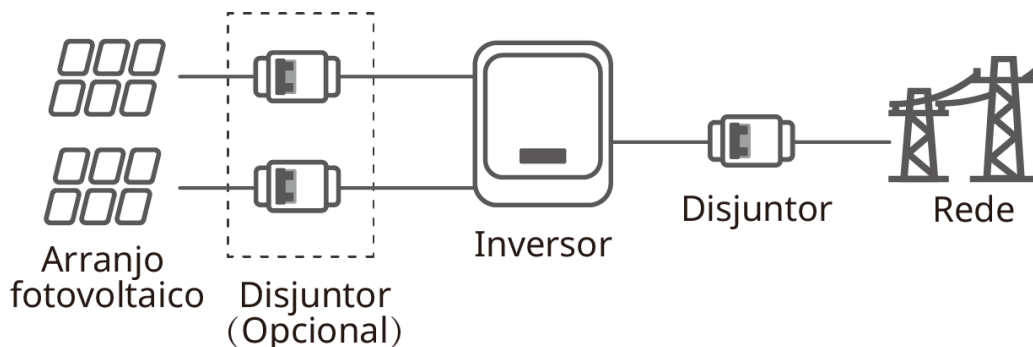 Arranjo
fotovoltaico
Disjuntor
(Opcional)
Inversor
Disjuntor
Rede